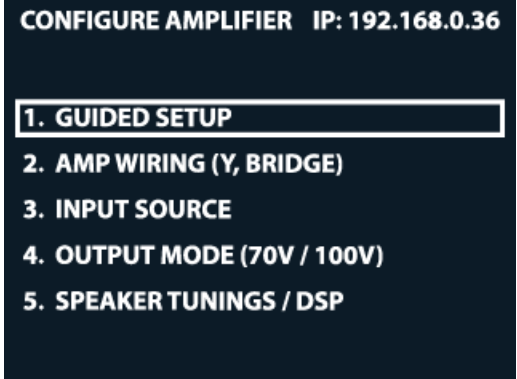 CONFIGURE AMPLIFIER IP: 192.168.0.36
1. GUIDED SETUP
2. AMP WIRING (Y, BRIDGE)
3. INPUT SOURCE
4. OUTPUT MODE (70V / 100V)
5. SPEAKER TUNINGS / DSP